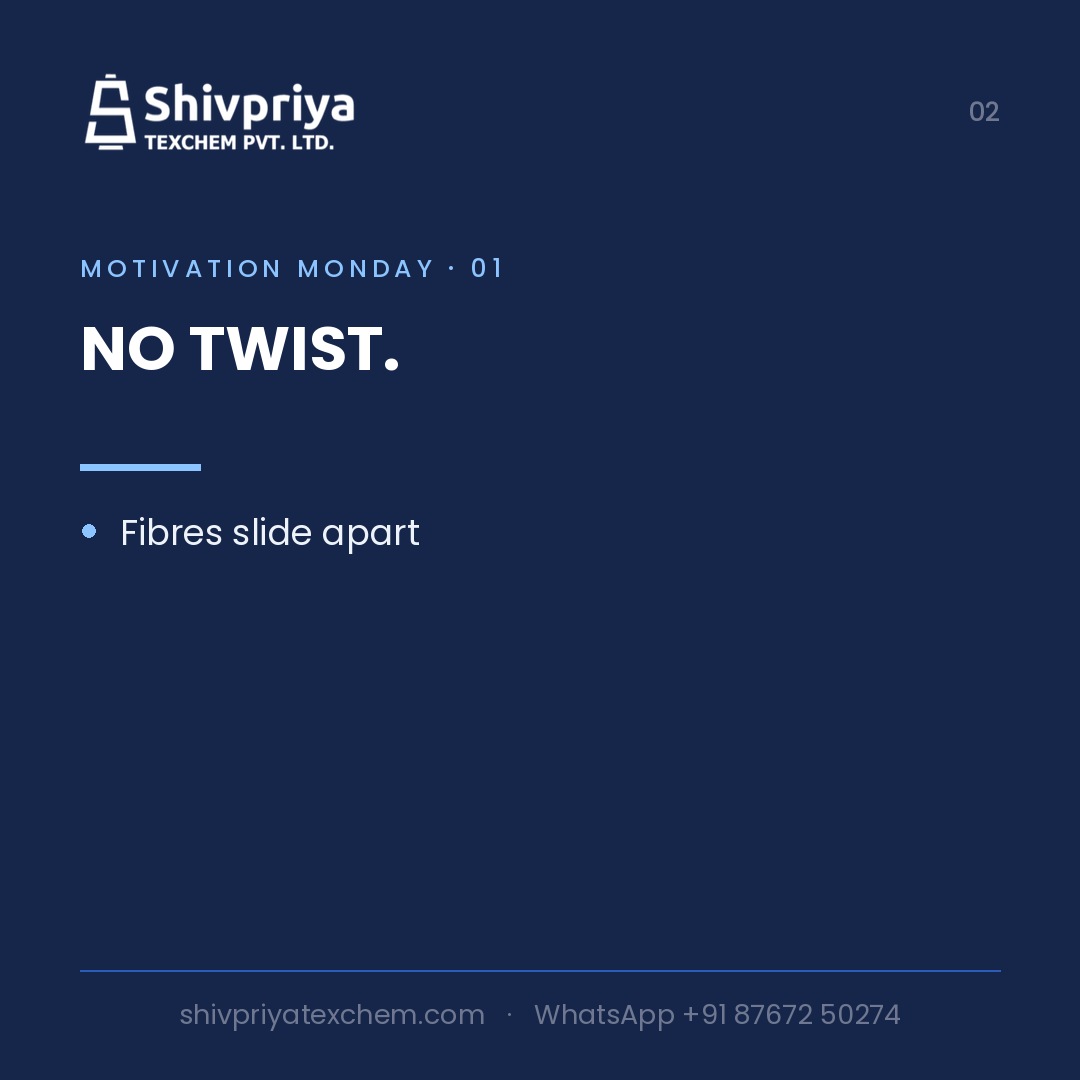 Shivpriya
TEXCHEM PVT. LTD.
02
MOTIVATION MONDAY · 01
NO TWIST.
• Fibres slide apart
shivpriyatexchem.com · WhatsApp +91 87672 50274